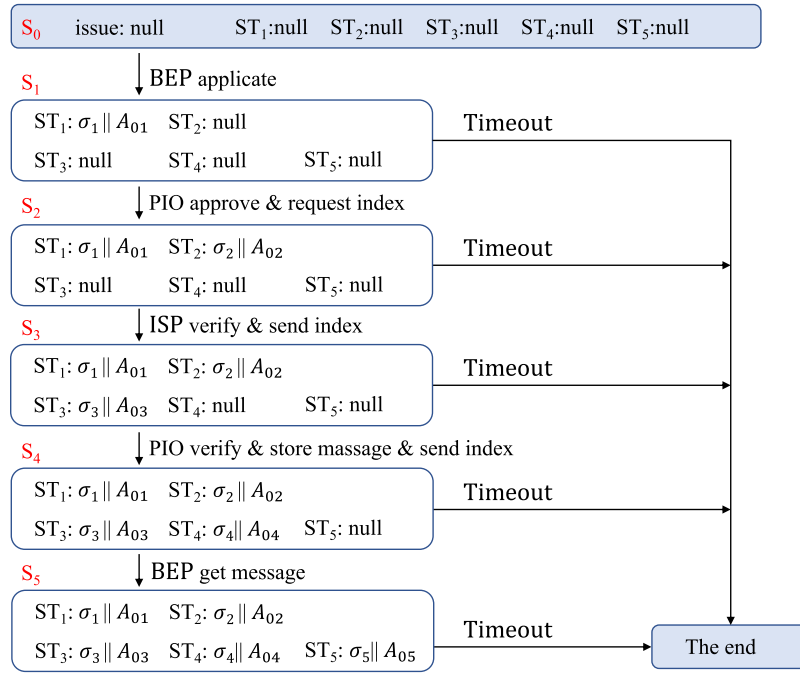 S₀ issue: null ST₁:null ST₂:null ST₃:null ST₄:null ST₅:null
BEP applicate
S₁
ST₁: σ₁|| A₀₁ ST₂: null
Timeout
ST₃: null ST₄: null ST₅: null
PIO approve & request index
S₂
ST₁: σ₁|| A₀₁ ST₂: σ₂|| A₀₂
Timeout
ST₃: null ST₄: null ST₅: null
ISP verify & send index
S₃
ST₁: σ₁|| A₀₁ ST₂: σ₂|| A₀₂
Timeout
ST₃: σ₃|| A₀₃ ST₄: null ST₅: null
PIO verify & store massage & send index
S₄
ST₁: σ₁|| A₀₁ ST₂: σ₂|| A₀₂
Timeout
ST₃: σ₃|| A₀₃ ST₄: σ₄|| A₀₄ ST₅: null
BEP get message
S₅
ST₁: σ₁|| A₀₁ ST₂: σ₂|| A₀₂
Timeout
ST₃: σ₃|| A₀₃ ST₄: σ₄|| A₀₄ ST₅: σ₅|| A₀₅
The end